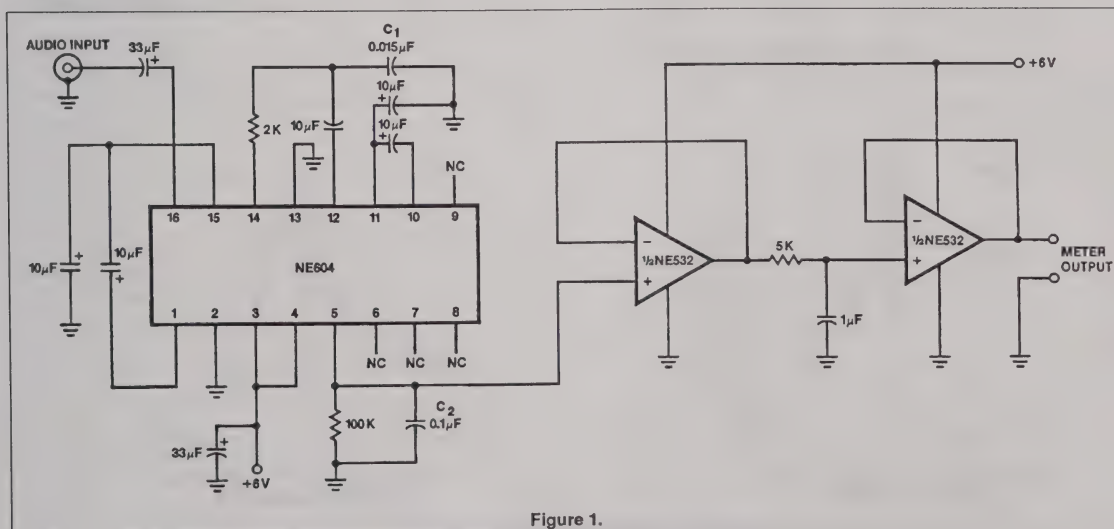 AUDIO INPUT
33µF
+
C1
0.015µF
10µF
+
10µF
+
2K
10µF
NC
+6V
16 15 14 13 12 11 10 9
NE604
1 2 3 4 5 6 7 8
10µF
+
10µF
+
NC NC NC
100K
C2
0.1µF
33µF
+
+6V
−
+
½NE532
5K
1µF
−
+
½NE532
METER
OUTPUT
Figure 1.